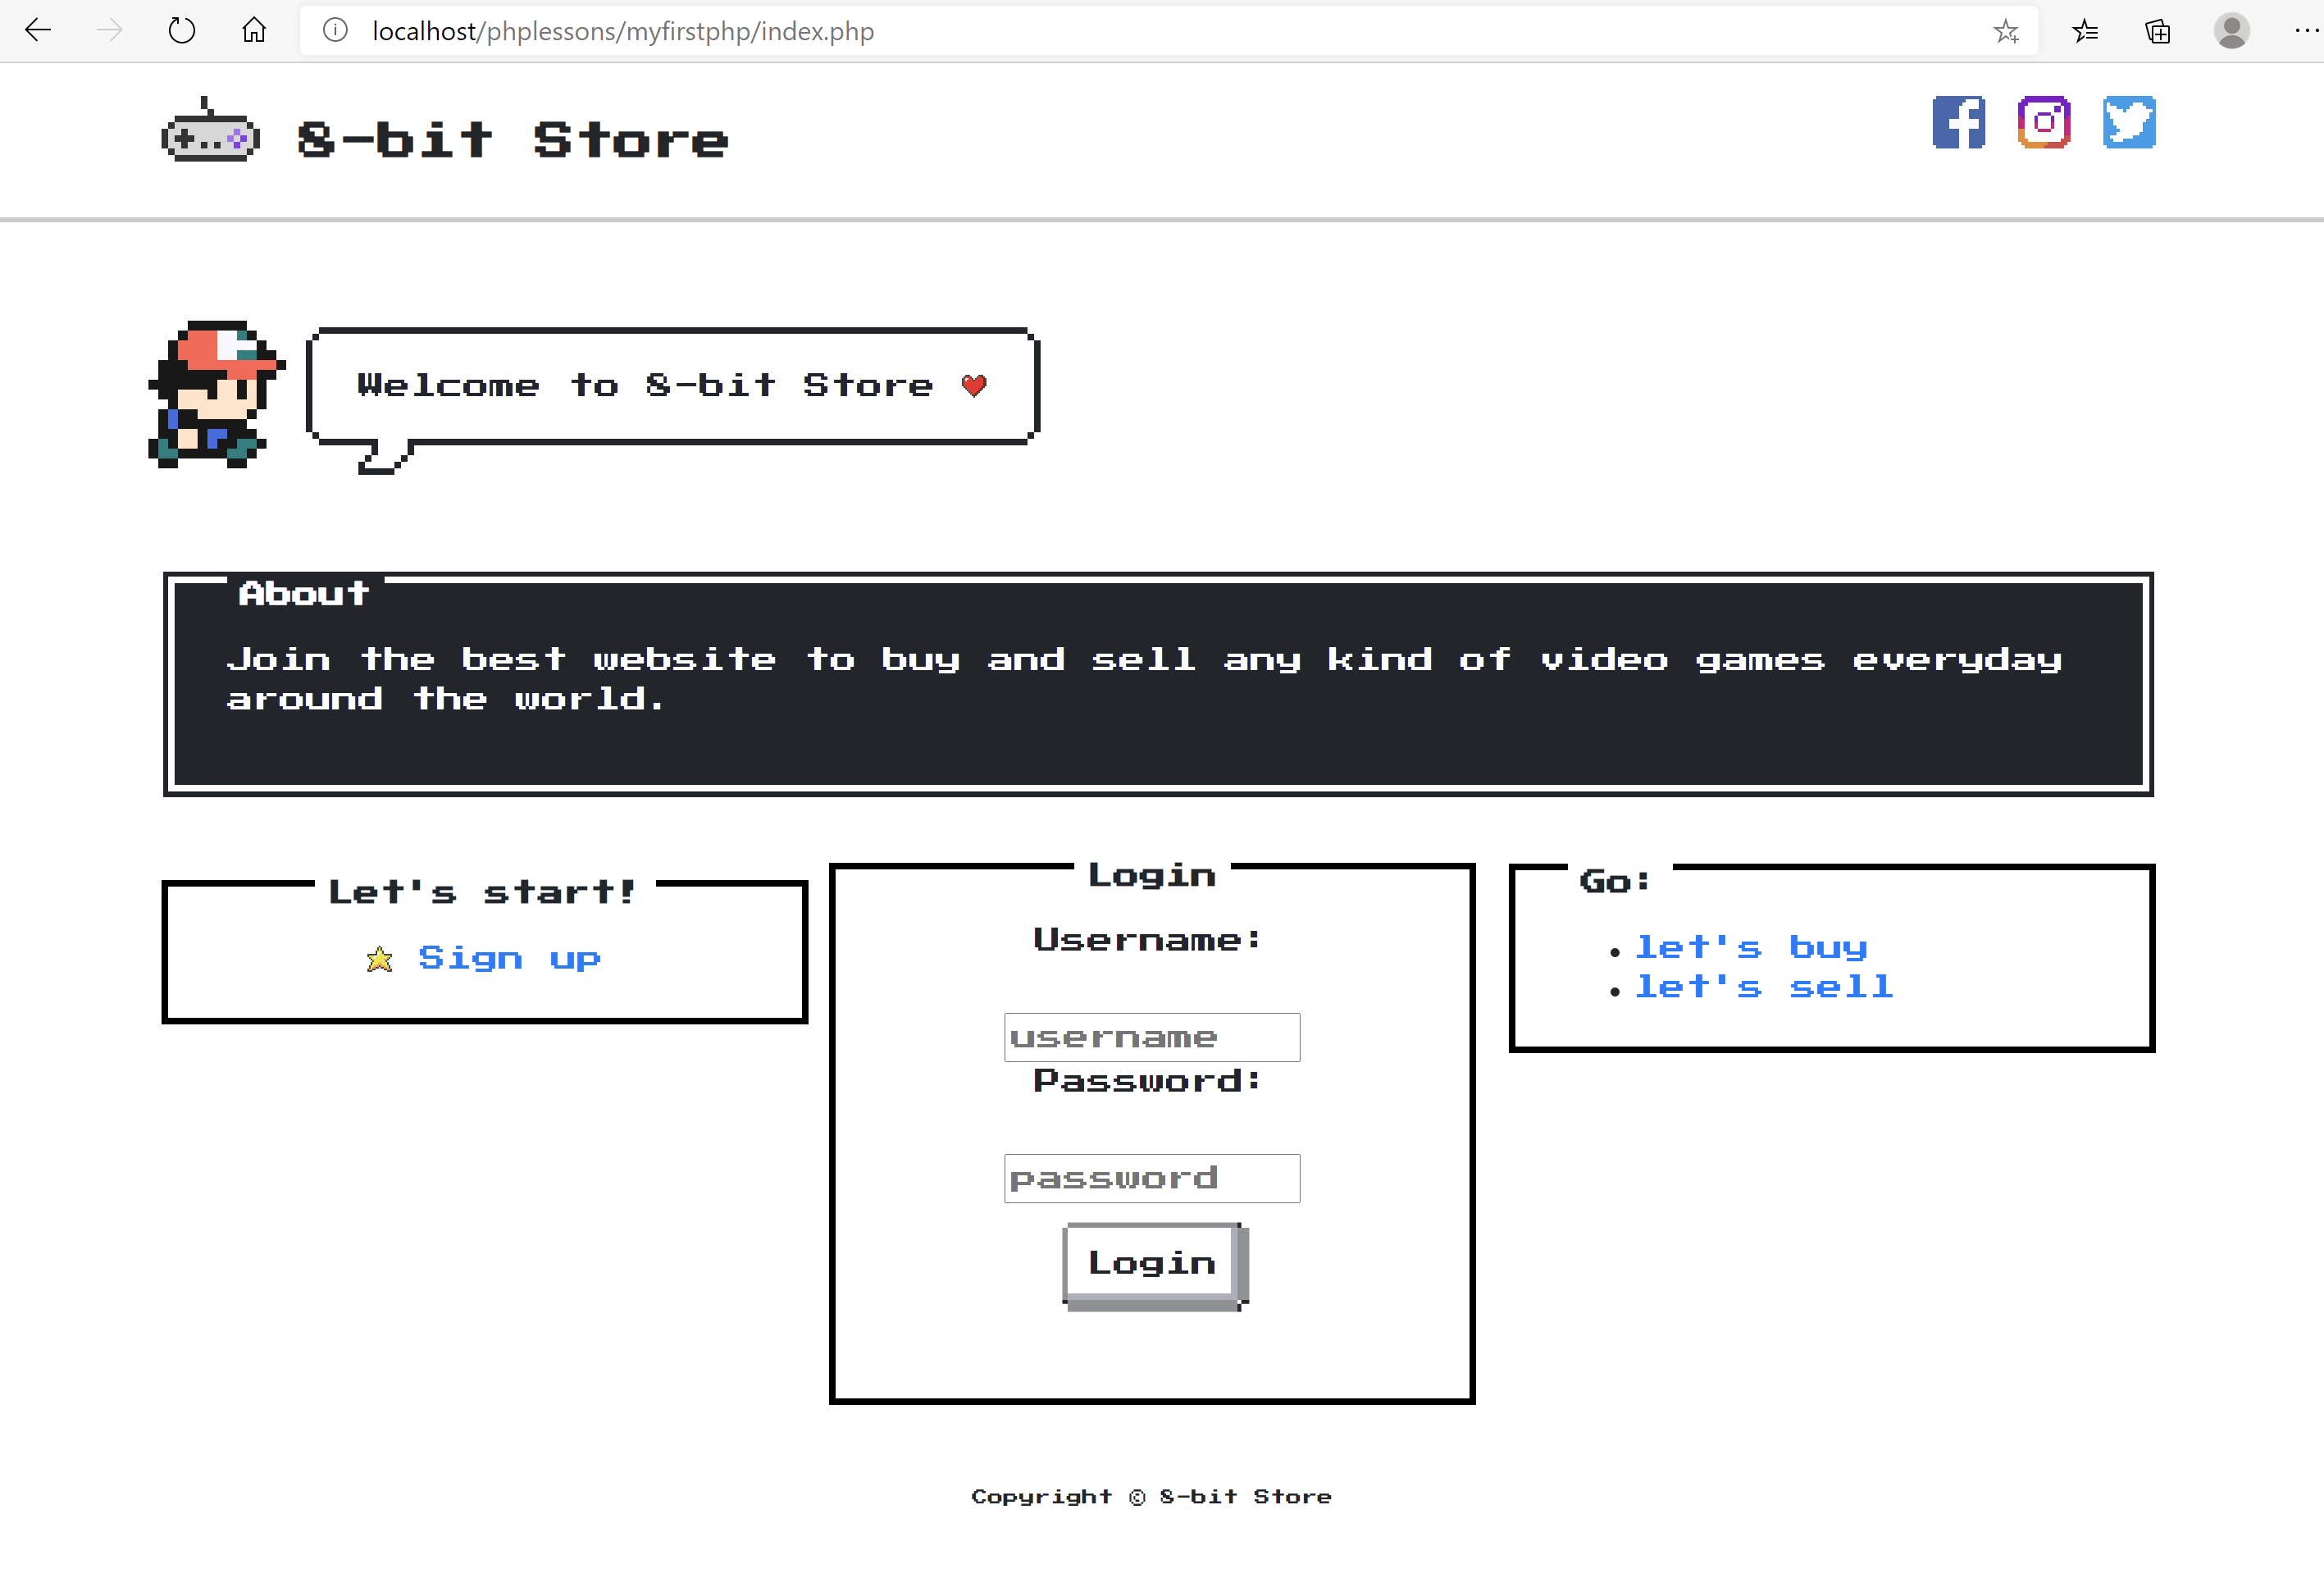 localhost/phplessons/myfirstphp/index.php
8-bit Store
Welcome to 8-bit Store
About
Join the best website to buy and sell any kind of video games everyday
around the world.
Let's start!
Sign up
Login
Username:
username
Password:
password
Login
Go:
let's buy
let's sell
Copyright © 8-bit Store